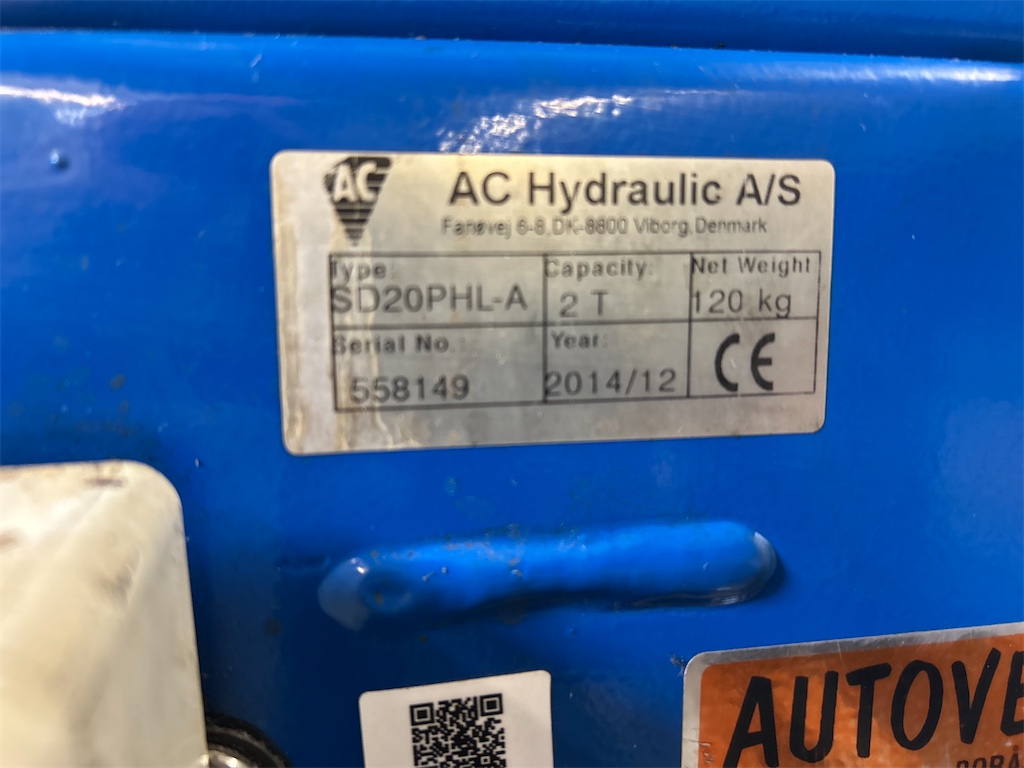 AC
AC Hydraulic A/S
Fanøvej 6-8, DK-8800 Viborg, Denmark
Type: Capacity: Net Weight
SD20PHL-A 2 T 120 kg
Serial No.: Year:
558149 2014/12 CE
AUTOVE
BORÅ